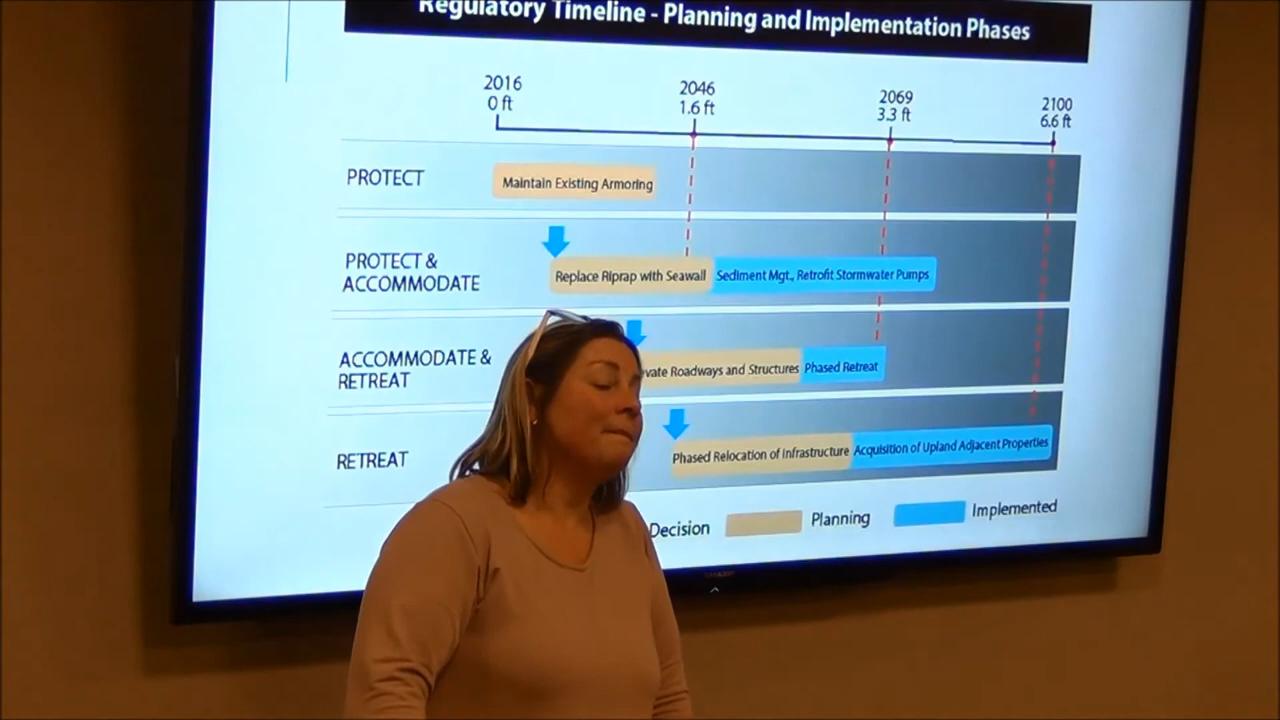 Regulatory Timeline - Planning and Implementation Phases
2016
0 ft
2046
1.6 ft
2069
3.3 ft
2100
6.6 ft
PROTECT
Maintain Existing Armoring
PROTECT &
ACCOMMODATE
Replace Riprap with Seawall
Sediment Mgt., Retrofit Stormwater Pumps
ACCOMMODATE &
RETREAT
vate Roadways and Structures
Phased Retreat
RETREAT
Phased Relocation of Infrastructure
Acquisition of Upland Adjacent Properties
Decision
Planning
Implemented